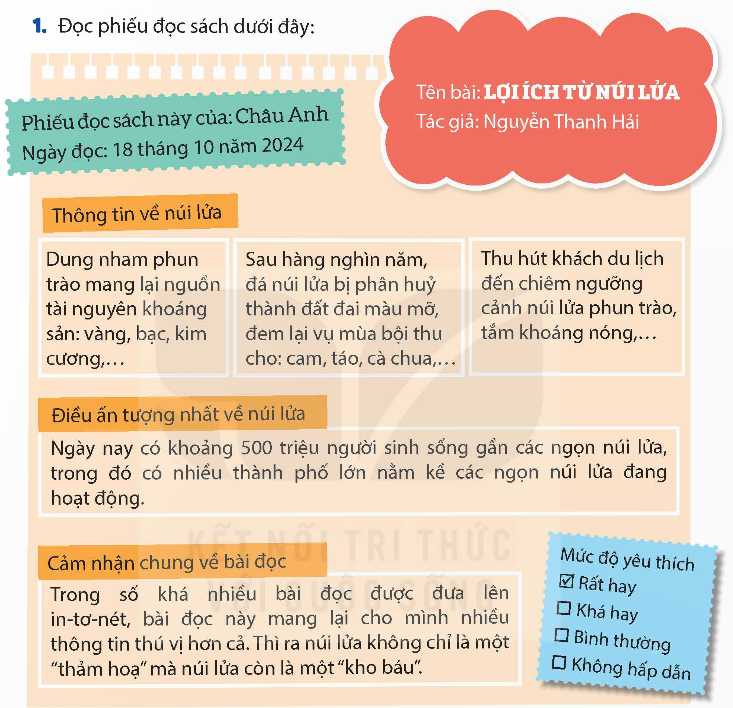 1. Đọc phiếu đọc sách dưới đây:
Phiếu đọc sách này của: Châu Anh
Ngày đọc: 18 tháng 10 năm 2024
Tên bài: LỢI ÍCH TỪ NÚI LỬA
Tác giả: Nguyễn Thanh Hải
Thông tin về núi lửa
Dung nham phun
trào mang lại nguồn
tài nguyên khoáng
sản: vàng, bạc, kim
cương,…
Sau hàng nghìn năm,
đá núi lửa bị phân huỷ
thành đất đai màu mỡ,
đem lại vụ mùa bội thu
cho: cam, táo, cà chua,…
Thu hút khách du lịch
đến chiêm ngưỡng
cảnh núi lửa phun trào,
tắm khoáng nóng,…
Điều ấn tượng nhất về núi lửa
Ngày nay có khoảng 500 triệu người sinh sống gần các ngọn núi lửa,
trong đó có nhiều thành phố lớn nằm kề các ngọn núi lửa đang
hoạt động.
KẾT NỐI TRI THỨC
VỚI CUỘC SỐNG
Cảm nhận chung về bài đọc
Trong số khá nhiều bài đọc được đưa lên
in-tơ-nét, bài đọc này mang lại cho mình nhiều
thông tin thú vị hơn cả. Thì ra núi lửa không chỉ là một
“thảm hoạ” mà núi lửa còn là một “kho báu”.
Mức độ yêu thích
☑ Rất hay
☐ Khá hay
☐ Bình thường
☐ Không hấp dẫn